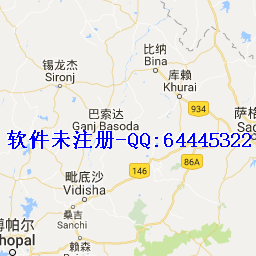 比纳
Bina
锡龙杰
Sironj
库赖
Khurai
934
巴索达
Ganj Basoda
萨格
Sag
软件未注册-QQ:64445322
146
86A
毗底沙
Vidisha
桑吉
Sanchi
博帕尔
hopal
赖森